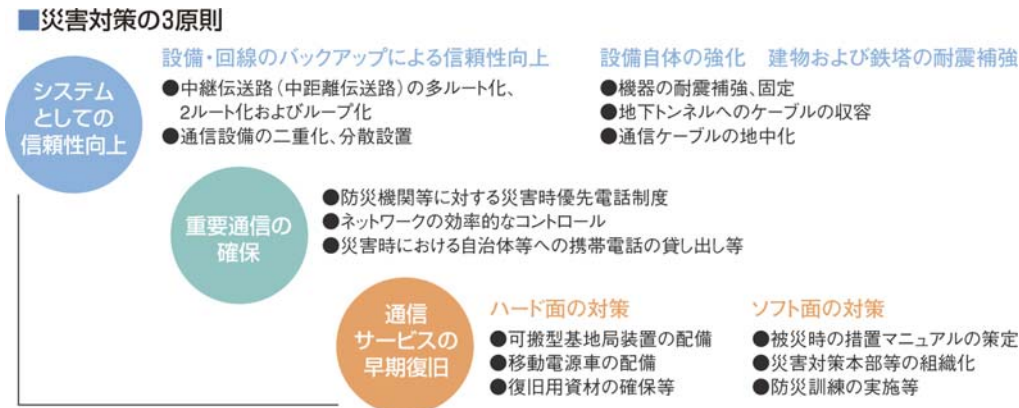 ■災害対策の3原則
システム
としての
信頼性向上
設備・回線のバックアップによる信頼性向上
●中継伝送路（中距離伝送路）の多ルート化、
2ルート化およびループ化
●通信設備の二重化、分散設置
設備自体の強化　建物および鉄塔の耐震補強
●機器の耐震補強、固定
●地下トンネルへのケーブルの収容
●通信ケーブルの地中化
重要通信の
確保
●防災機関等に対する災害時優先電話制度
●ネットワークの効率的なコントロール
●災害時における自治体等への携帯電話の貸し出し等
通信
サービスの
早期復旧
ハード面の対策
●可搬型基地局装置の配備
●移動電源車の配備
●復旧用資材の確保等
ソフト面の対策
●被災時の措置マニュアルの策定
●災害対策本部等の組織化
●防災訓練の実施等